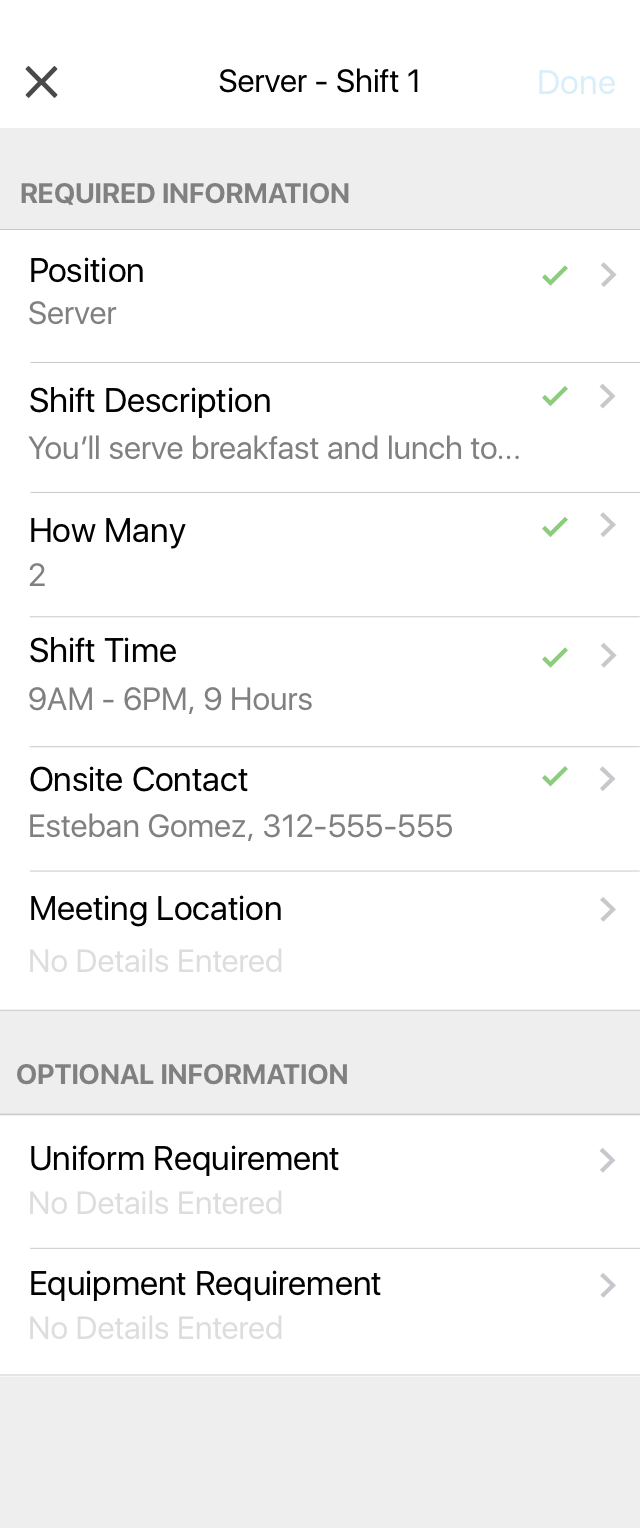 Server - Shift 1
Done
REQUIRED INFORMATION
Position
Server
Shift Description
You’ll serve breakfast and lunch to...
How Many
2
Shift Time
9AM - 6PM, 9 Hours
Onsite Contact
Esteban Gomez, 312-555-555
Meeting Location
No Details Entered
OPTIONAL INFORMATION
Uniform Requirement
No Details Entered
Equipment Requirement
No Details Entered